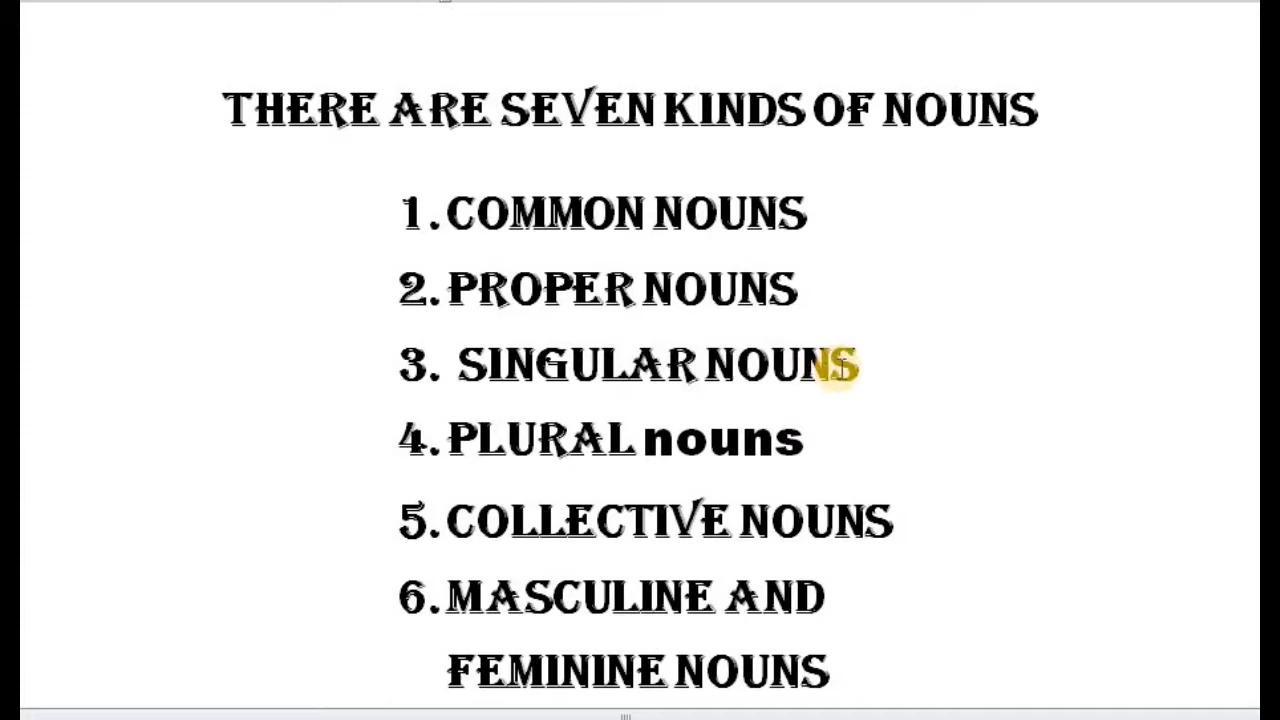 THERE ARE SEVEN KINDS OF NOUNS
1. COMMON NOUNS
2. PROPER NOUNS
3. SINGULAR NOUNS
4. PLURAL nouns
5. COLLECTIVE NOUNS
6. MASCULINE AND
FEMININE NOUNS